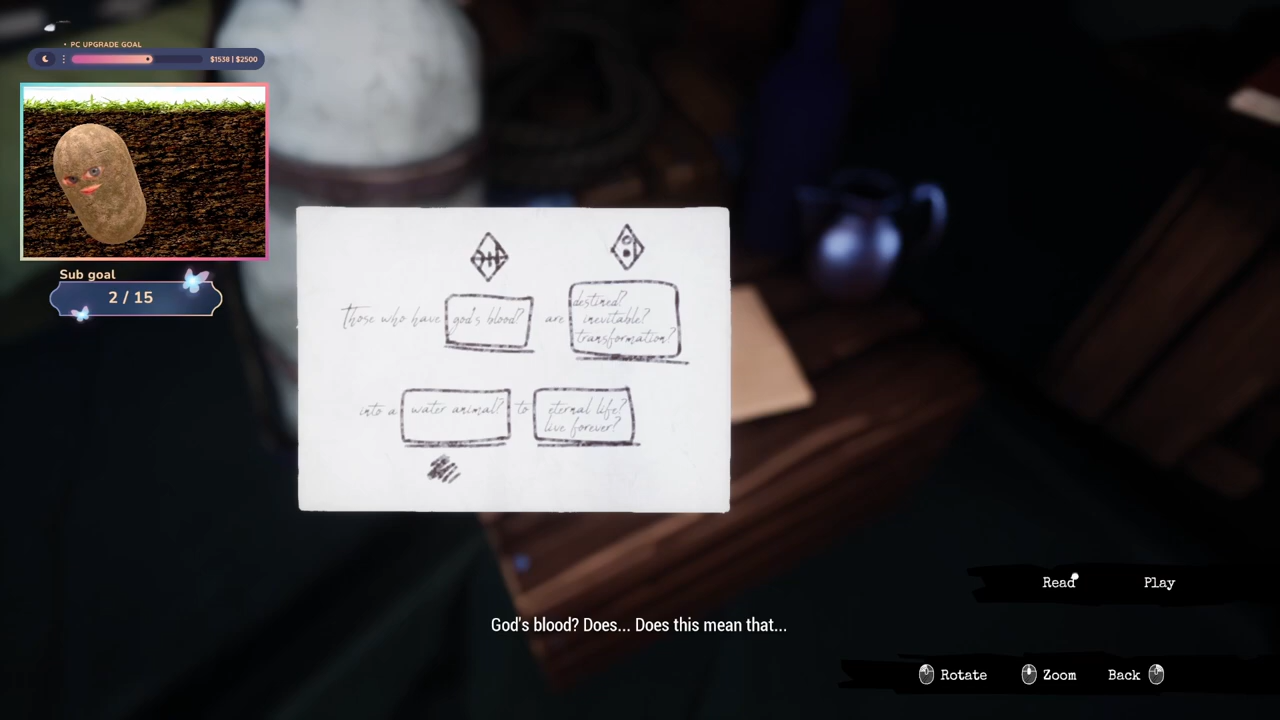 • PC UPGRADE GOAL
$1538 | $2500
Sub goal
2 / 15
Those who have god's blood? are destined?
inevitable?
transformation?
into a water animal? to eternal life?
live forever?
God's blood? Does... Does this mean that...
Read Play
Rotate Zoom Back